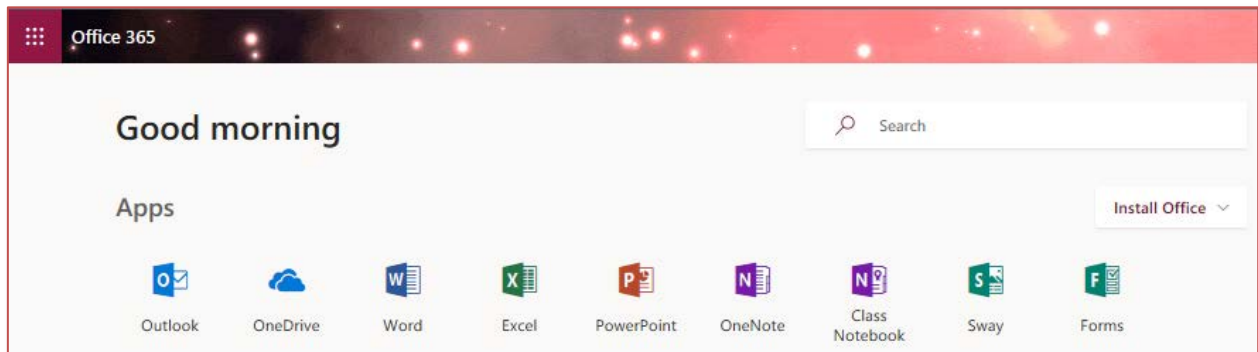 Office 365
Good morning
Search
Apps
Install Office
Outlook
OneDrive
Word
Excel
PowerPoint
OneNote
Class
Notebook
Sway
Forms